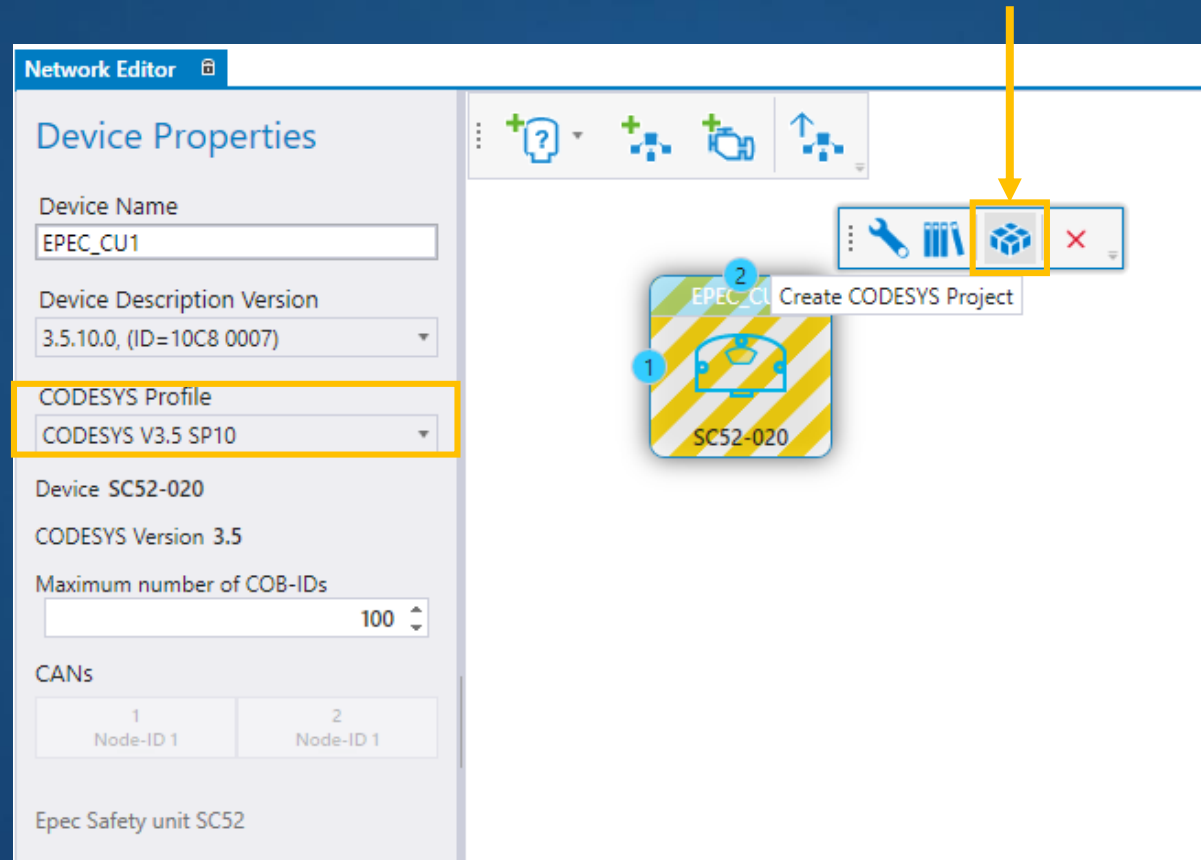 Network Editor
Device Properties
Device Name
EPEC_CU1
Device Description Version
3.5.10.0, (ID=10C8 0007)
CODESYS Profile
CODESYS V3.5 SP10
Device SC52-020
CODESYS Version 3.5
Maximum number of COB-IDs
100
CANs
1 2
Node-ID 1 Node-ID 1
Epec Safety unit SC52
?
2
EPEC_CU
Create CODESYS Project
1
SC52-020